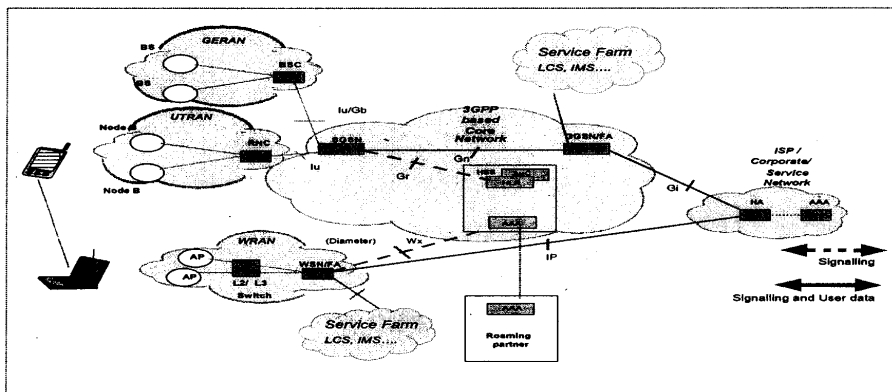 GERAN
BS
BSC
BS
Service Farm
LCS, IMS....
UTRAN
Iu/Gb
3GPP
based
Core
Network
Node B
RNC
SGSN
GGSN/FA
Iu
Gn
Gr
HSS
HLR
Node B
ISP /
Corporate/
Service
Network
Gi
HA
AAA
AAA
WRAN
(Diameter)
Wx
IP
AP
AP
WSN/FA
L2/ L3
Switch
Signalling
Signalling and User data
Service Farm
LCS, IMS....
AAA
Roaming
partner